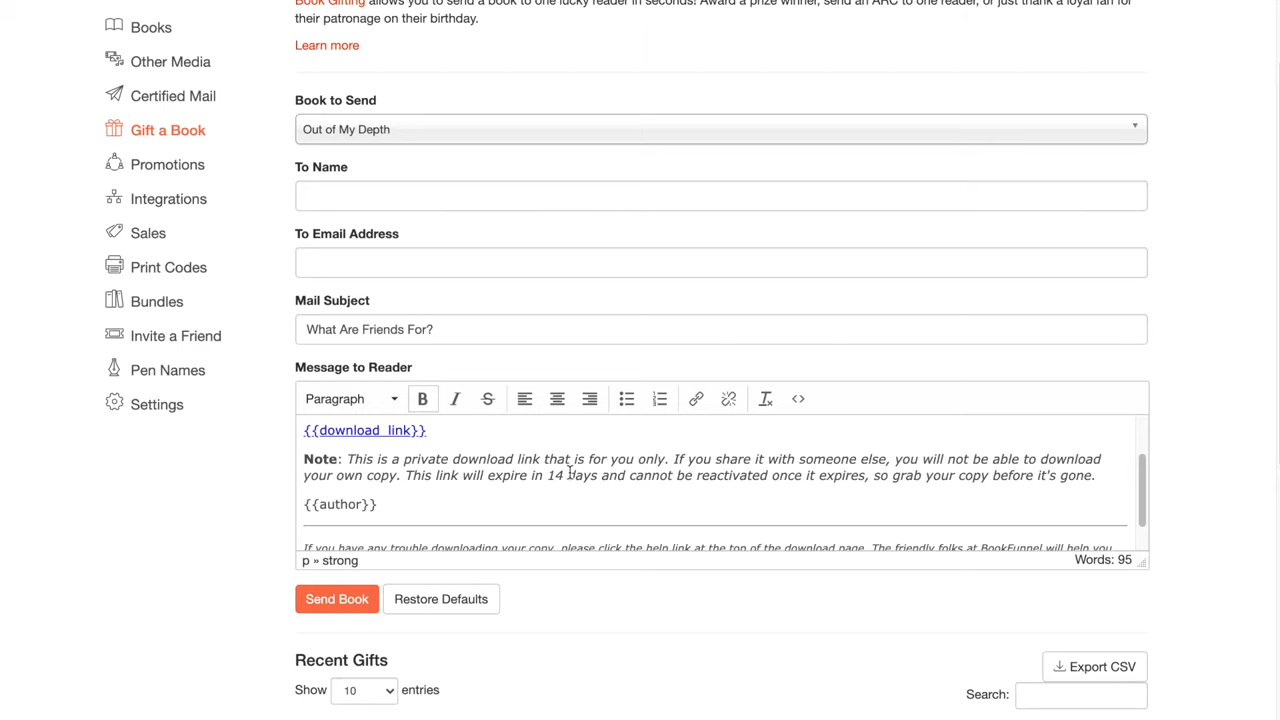 Book Gifting allows you to send a book to one lucky reader in seconds! Award a prize winner, send an ARC to one reader, or just thank a loyal fan for
their patronage on their birthday.
Learn more
Books
Other Media
Certified Mail
Gift a Book
Promotions
Integrations
Sales
Print Codes
Bundles
Invite a Friend
Pen Names
Settings
Book to Send
Out of My Depth
To Name
To Email Address
Mail Subject
What Are Friends For?
Message to Reader
Paragraph B I S
{{download_link}}
Note: This is a private download link that is for you only. If you share it with someone else, you will not be able to download
your own copy. This link will expire in 14 days and cannot be reactivated once it expires, so grab your copy before it's gone.
{{author}}
If you have any trouble downloading your copy, please click the help link at the top of the download page. The friendly folks at BookFunnel will help you
p » strong
Words: 95
Send Book
Restore Defaults
Recent Gifts
Export CSV
Show 10 entries
Search: